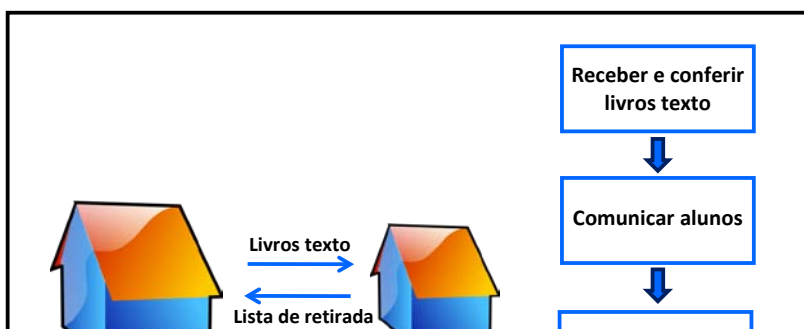 Receber e conferir
livros texto
Comunicar alunos
Livros texto
Lista de retirada